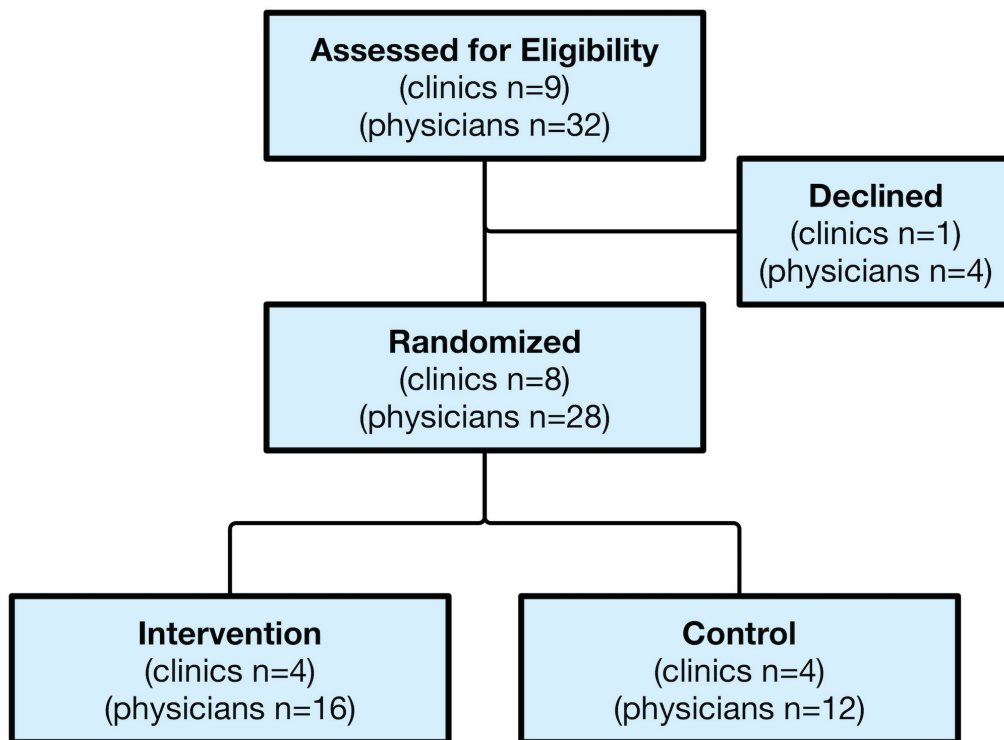 Assessed for Eligibility
(clinics n=9)
(physicians n=32)
Declined
(clinics n=1)
(physicians n=4)
Randomized
(clinics n=8)
(physicians n=28)
Intervention
(clinics n=4)
(physicians n=16)
Control
(clinics n=4)
(physicians n=12)